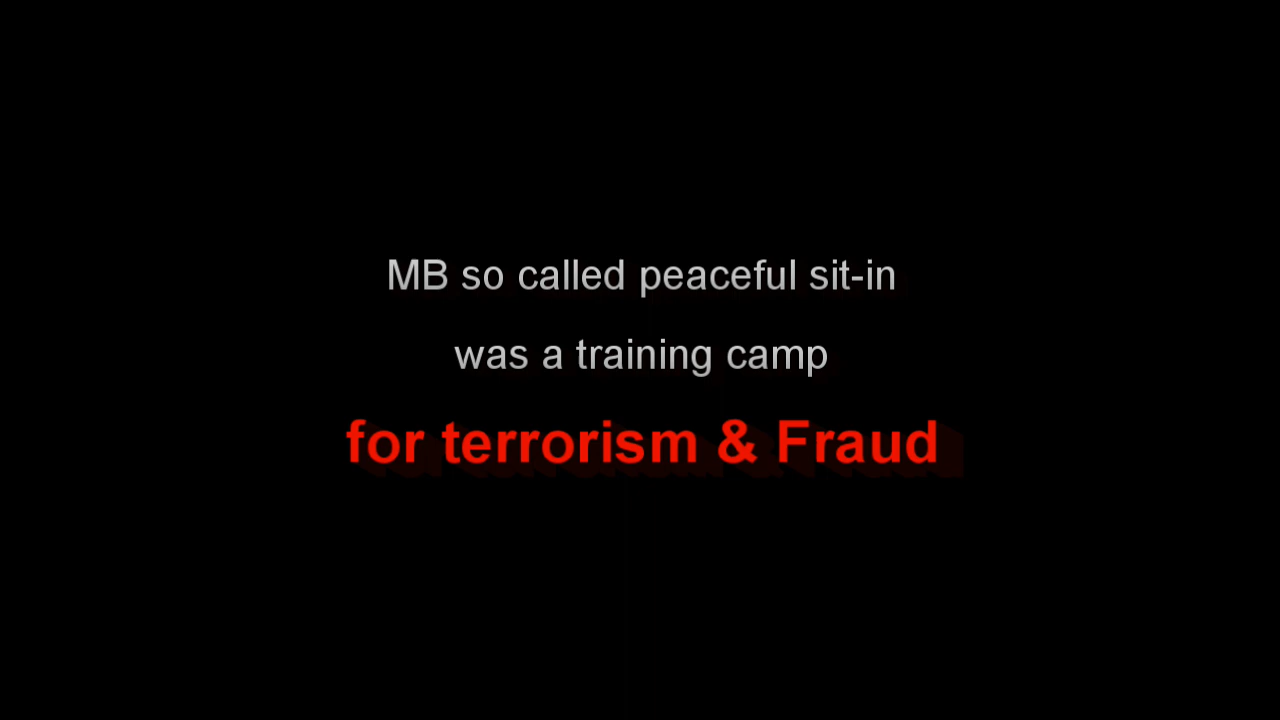 MB so called peaceful sit-in
was a training camp
for terrorism & Fraud